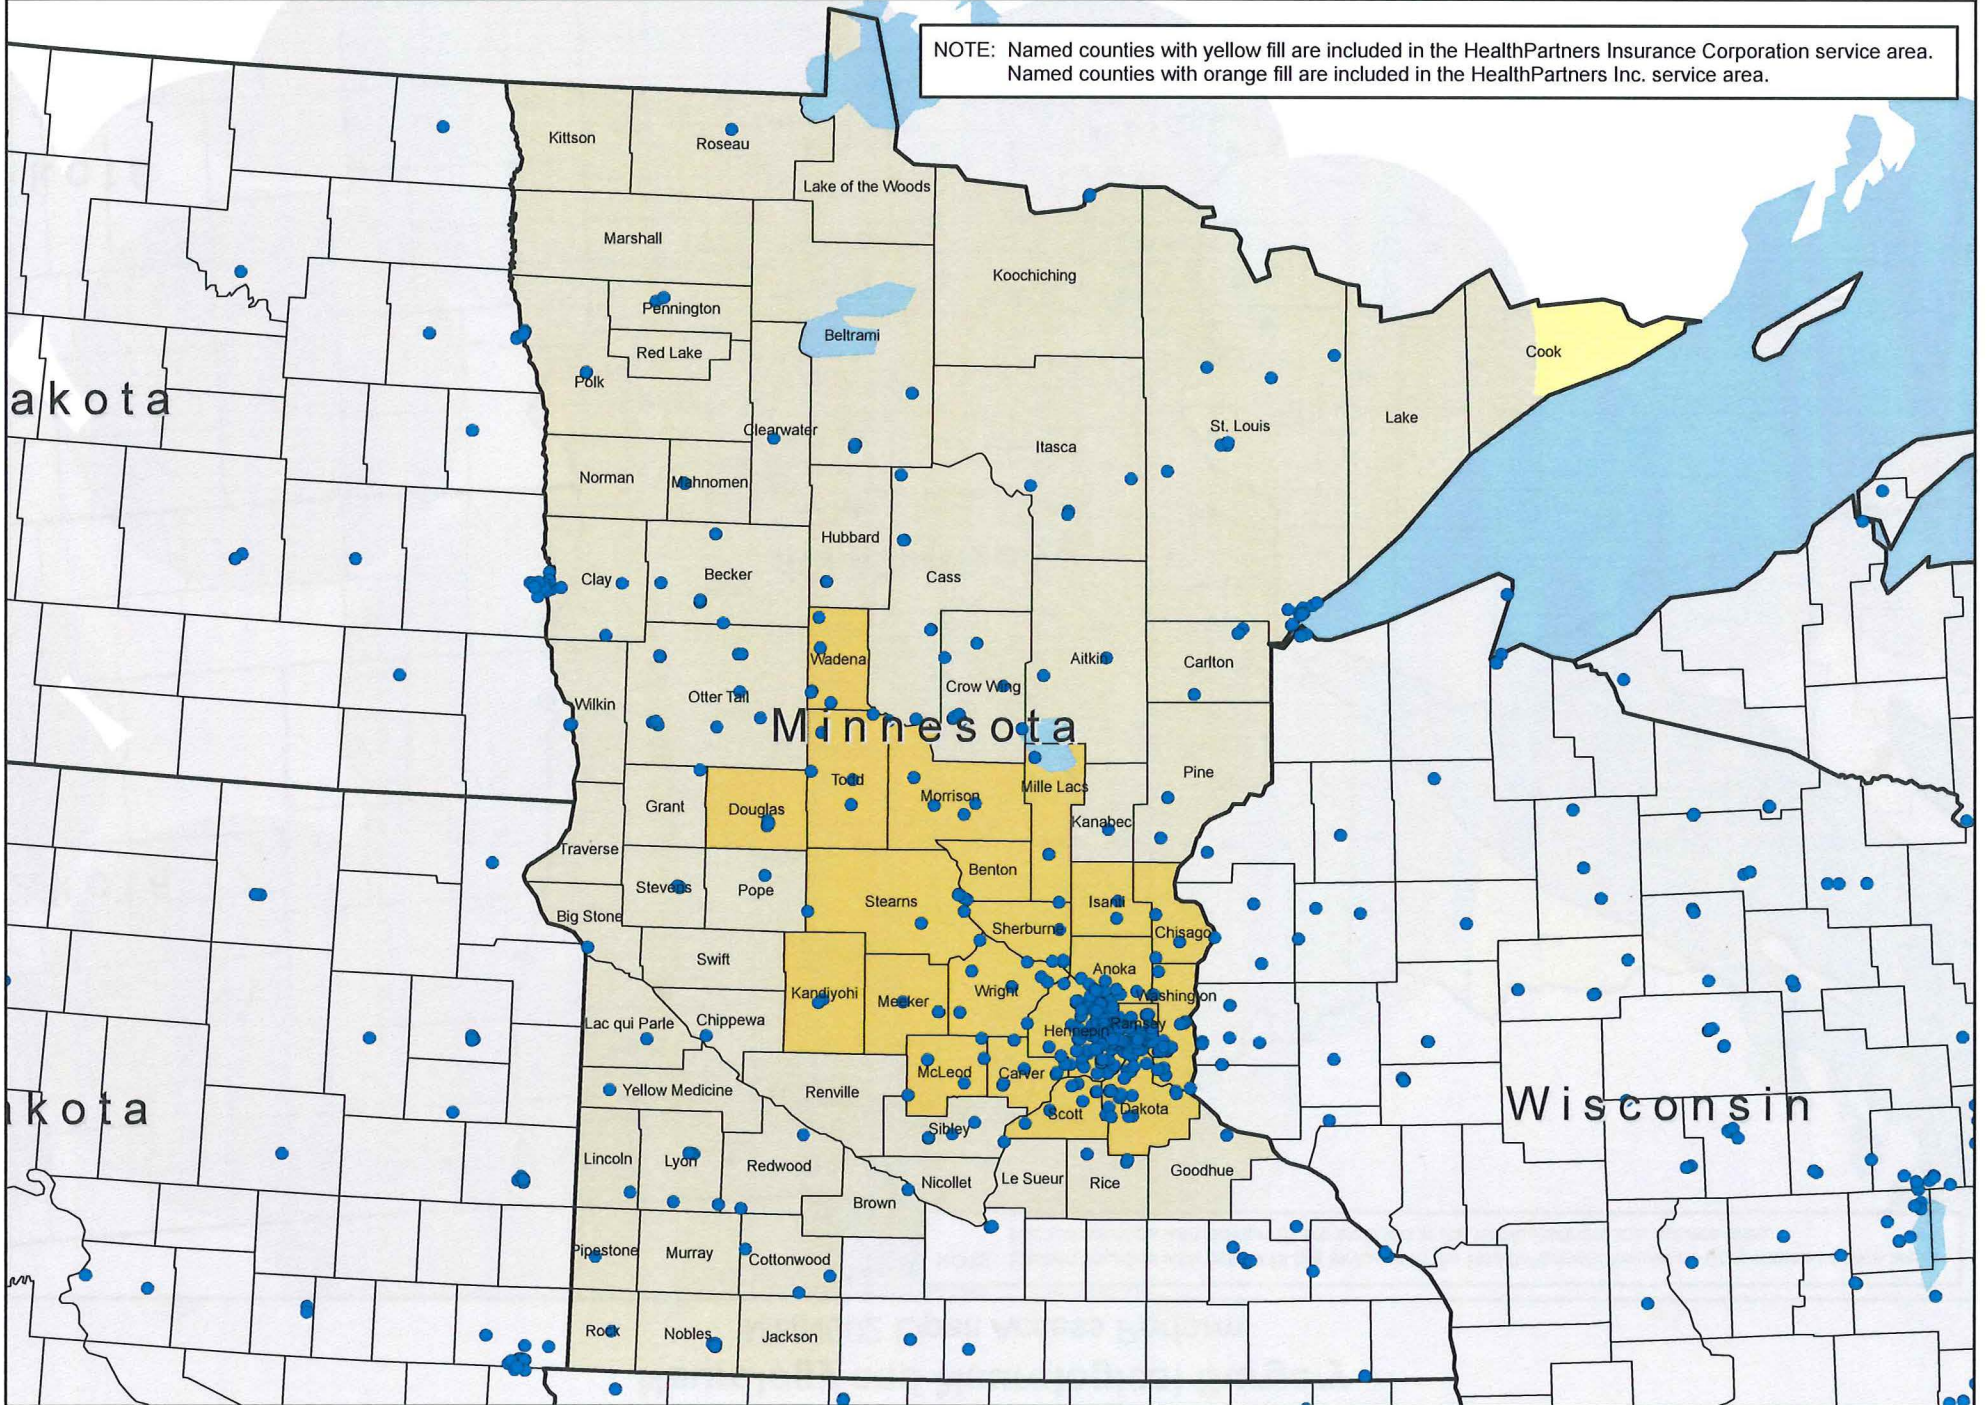 NOTE: Named counties with yellow fill are included in the HealthPartners Insurance Corporation service area.
Named counties with orange fill are included in the HealthPartners Inc. service area.
Kittson
Roseau
Lake of the Woods
Marshall
Koochiching
Pennington
Beltrami
Red Lake
Cook
Polk
akota
Lake
Clearwater
St. Louis
Itasca
Norman
Mahnomen
Hubbard
Clay
Becker
Cass
Wadena
Aitkin
Carlton
Crow Wing
Otter Tail
Wilkin
Minnesota
Pine
Todd
Mille Lacs
Morrison
Grant
Douglas
Kanabec
Traverse
Benton
Stevens
Pope
Stearns
Isanti
Big Stone
Sherburne
Chisago
Swift
Anoka
Kandiyohi
Meeker
Wright
Washington
Lac qui Parle
Chippewa
Hennepin
Ramsey
McLeod
Carver
Yellow Medicine
Renville
kota
Wisconsin
Scott
Dakota
Sibley
Lincoln
Lyon
Redwood
Goodhue
Le Sueur
Rice
Nicollet
Brown
Pipestone
Murray
Cottonwood
Rock
Nobles
Jackson